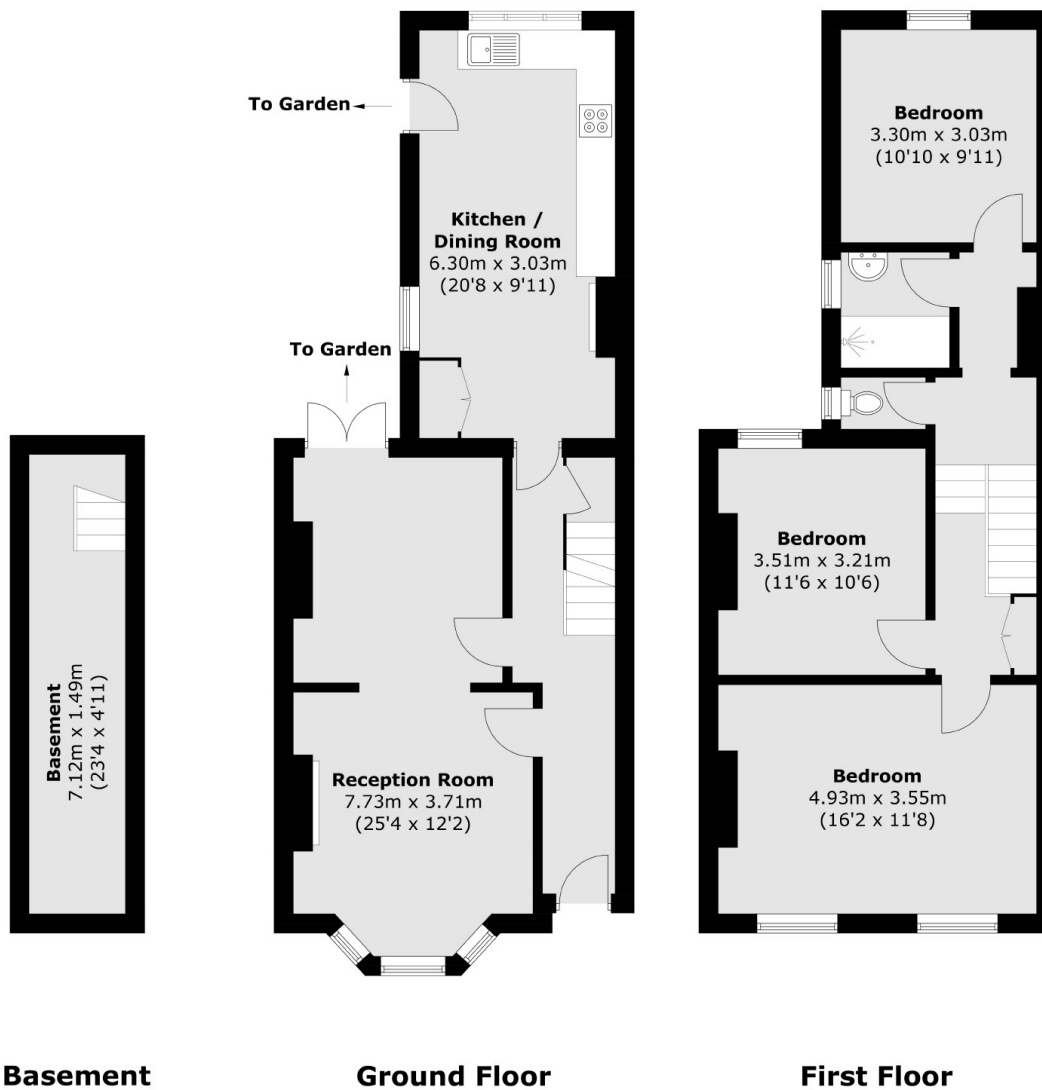 To Garden
Kitchen /
Dining Room
6.30m x 3.03m
(20'8 x 9'11)
To Garden
Reception Room
7.73m x 3.71m
(25'4 x 12'2)
Basement
7.12m x 1.49m
(23'4 x 4'11)
Bedroom
3.30m x 3.03m
(10'10 x 9'11)
Bedroom
3.51m x 3.21m
(11'6 x 10'6)
Bedroom
4.93m x 3.55m
(16'2 x 11'8)
Basement
Ground Floor
First Floor